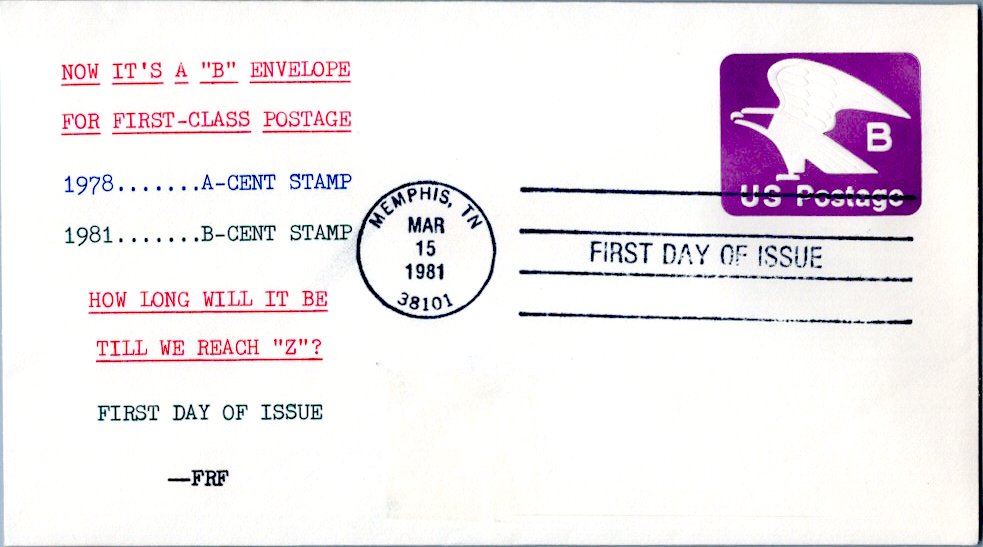 NOW IT'S A "B" ENVELOPE
FOR FIRST-CLASS POSTAGE
1978.......A-CENT STAMP
1981.......B-CENT STAMP
HOW LONG WILL IT BE
TILL WE REACH "Z"?
FIRST DAY OF ISSUE
—FRF
MEMPHIS, TN
MAR
15
1981
38101
B
US Postage
FIRST DAY OF ISSUE